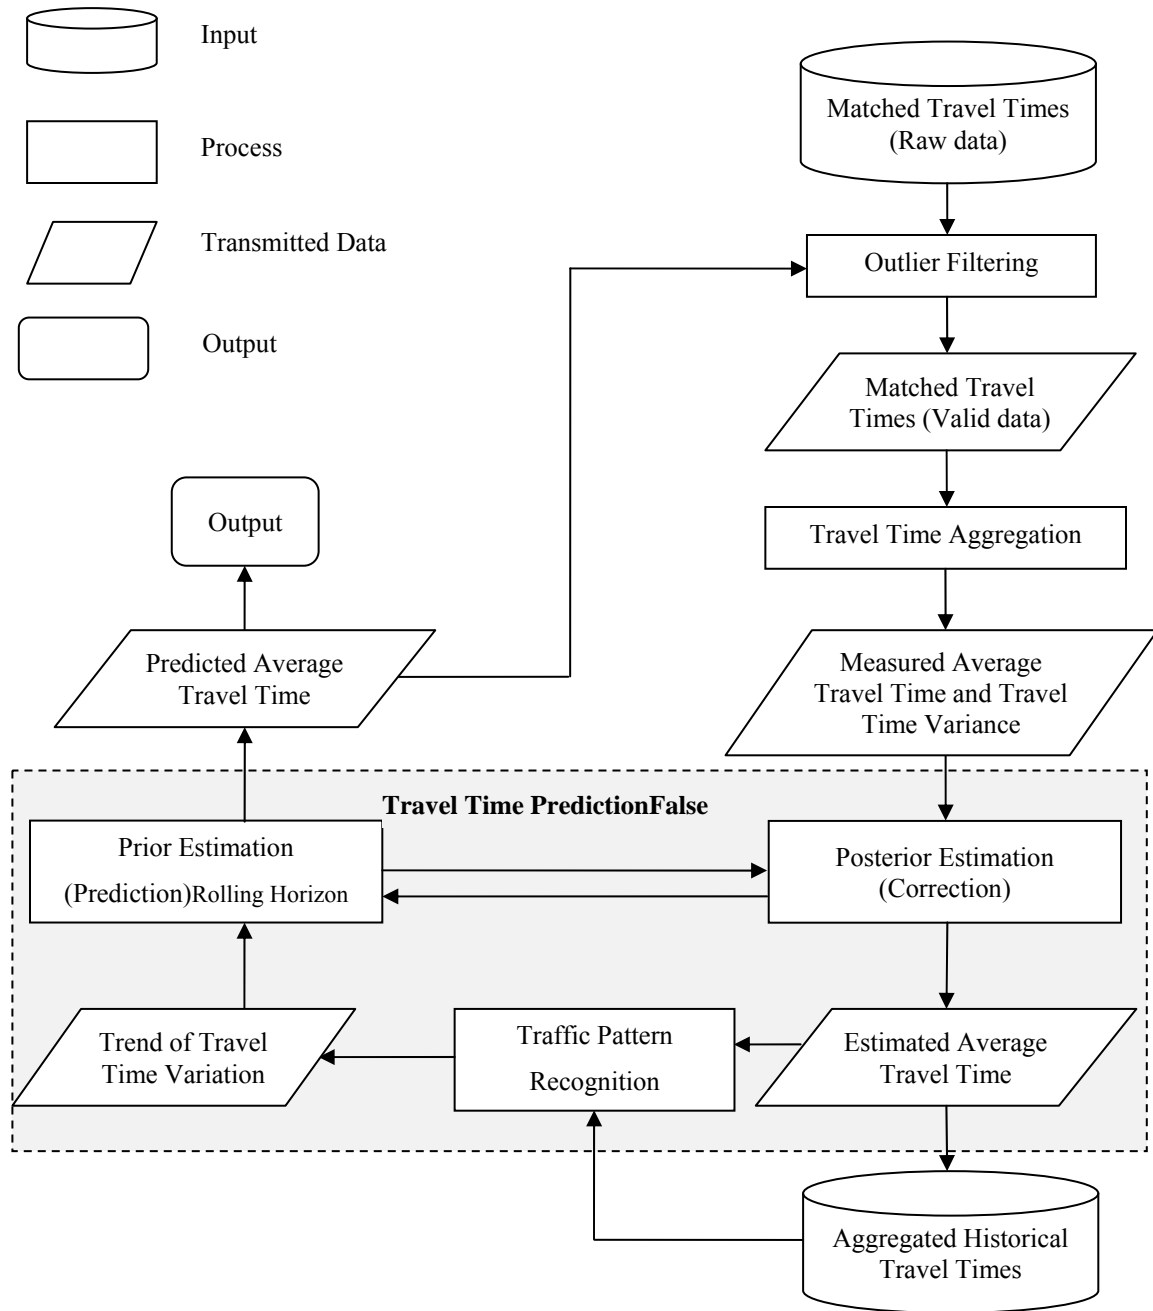 Input
Process
Transmitted Data
Output
Matched Travel Times
(Raw data)
Outlier Filtering
Matched Travel
Times (Valid data)
Travel Time Aggregation
Measured Average
Travel Time and Travel
Time Variance
Output
Predicted Average
Travel Time
Travel Time PredictionFalse
Prior Estimation
(Prediction)Rolling Horizon
Posterior Estimation
(Correction)
Trend of Travel
Time Variation
Traffic Pattern
Recognition
Estimated Average
Travel Time
Aggregated Historical
Travel Times